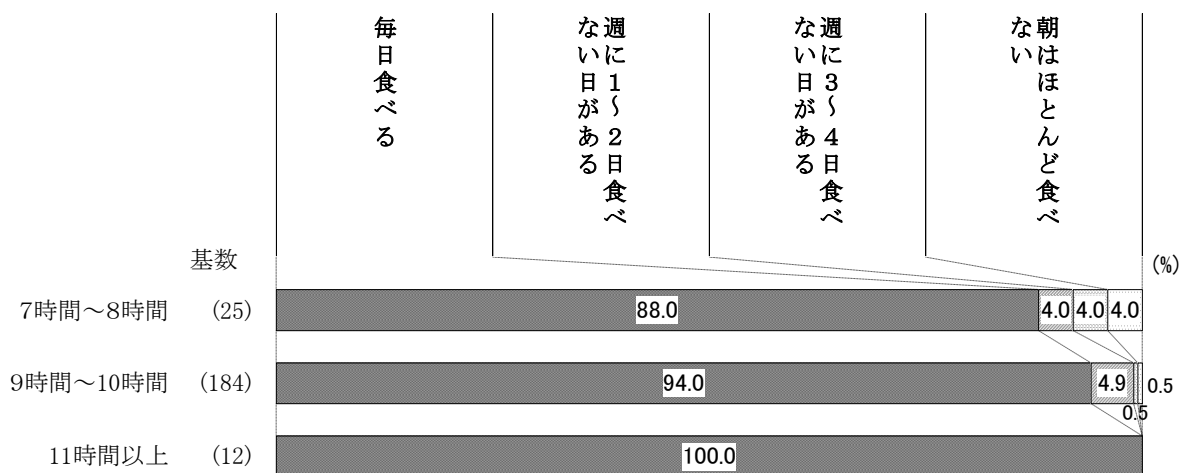 毎日食べる
週に１～２日食べ
ない日がある
週に３～４日食べ
ない日がある
朝はほとんど食べ
ない
基数
(%)
7時間～8時間 (25) 88.0 4.0 4.0 4.0
9時間～10時間 (184) 94.0 4.9 0.5 0.5
11時間以上 (12) 100.0